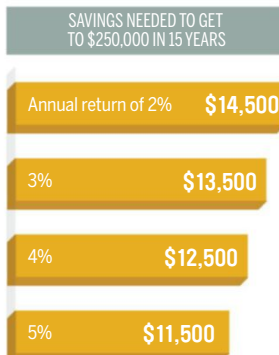 SAVINGS NEEDED TO GET
TO $250,000 IN 15 YEARS
Annual return of 2% $14,500
3% $13,500
4% $12,500
5% $11,500